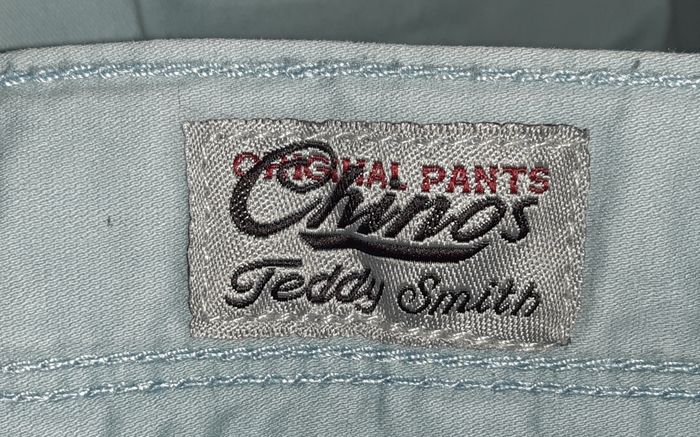 ORIGINAL PANTS
Chinos
Teddy Smith